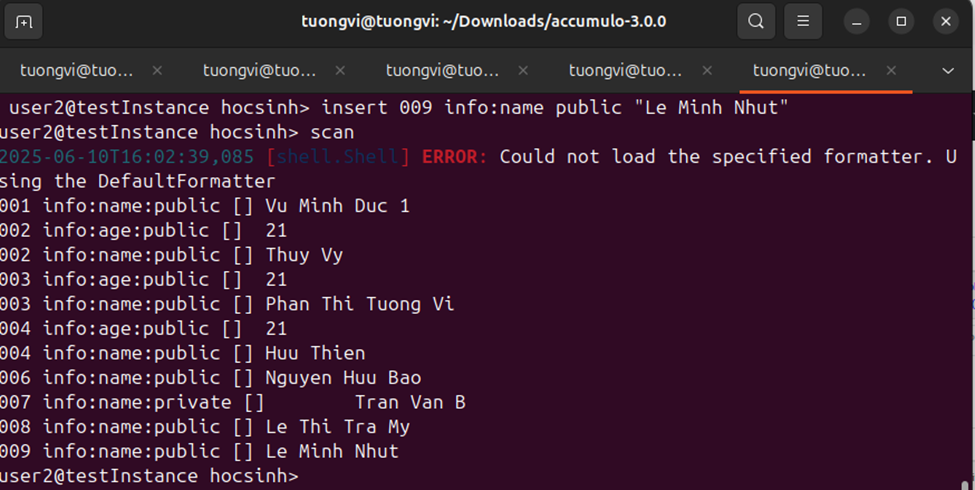 tuongvi@tuongvi: ~/Downloads/accumulo-3.0.0
tuongvi@tuo... × tuongvi@tuo... × tuongvi@tuo... × tuongvi@tuo... × tuongvi@tuo... ×
user2@testInstance hocsinh> insert 009 info:name public "Le Minh Nhut"
user2@testInstance hocsinh> scan
2025-06-10T16:02:39,085 [shell.Shell] ERROR: Could not load the specified formatter. U
sing the DefaultFormatter
001 info:name:public [] Vu Minh Duc 1
002 info:age:public []  21
002 info:name:public [] Thuy Vy
003 info:age:public []  21
003 info:name:public [] Phan Thi Tuong Vi
004 info:age:public []  21
004 info:name:public [] Huu Thien
006 info:name:public [] Nguyen Huu Bao
007 info:name:private []        Tran Van B
008 info:name:public [] Le Thi Tra My
009 info:name:public [] Le Minh Nhut
user2@testInstance hocsinh>